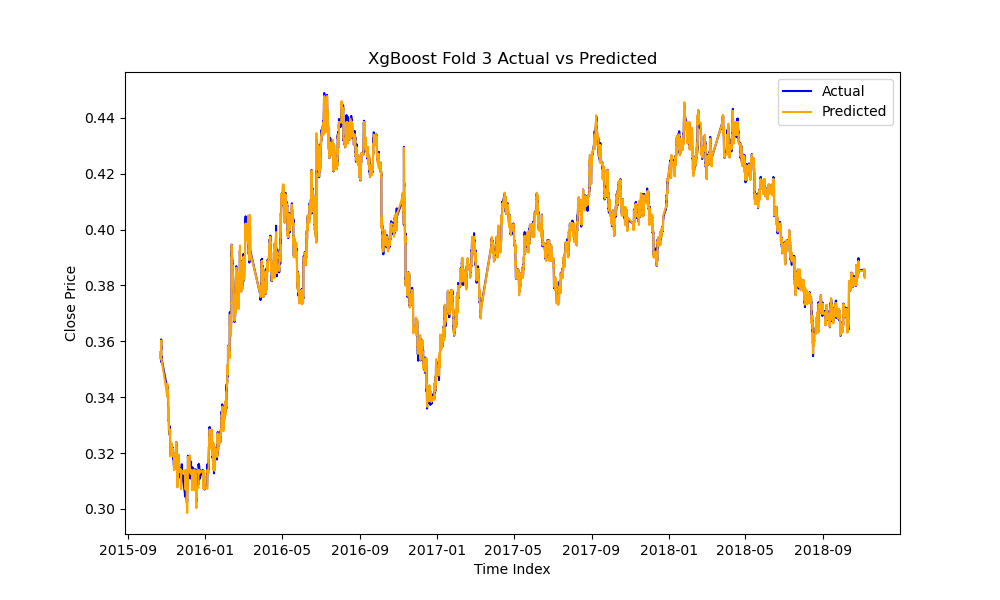 XgBoost Fold 3 Actual vs Predicted
Actual
Predicted
Close Price
0.44
0.42
0.40
0.38
0.36
0.34
0.32
0.30
2015-09 2016-01 2016-05 2016-09 2017-01 2017-05 2017-09 2018-01 2018-05 2018-09
Time Index